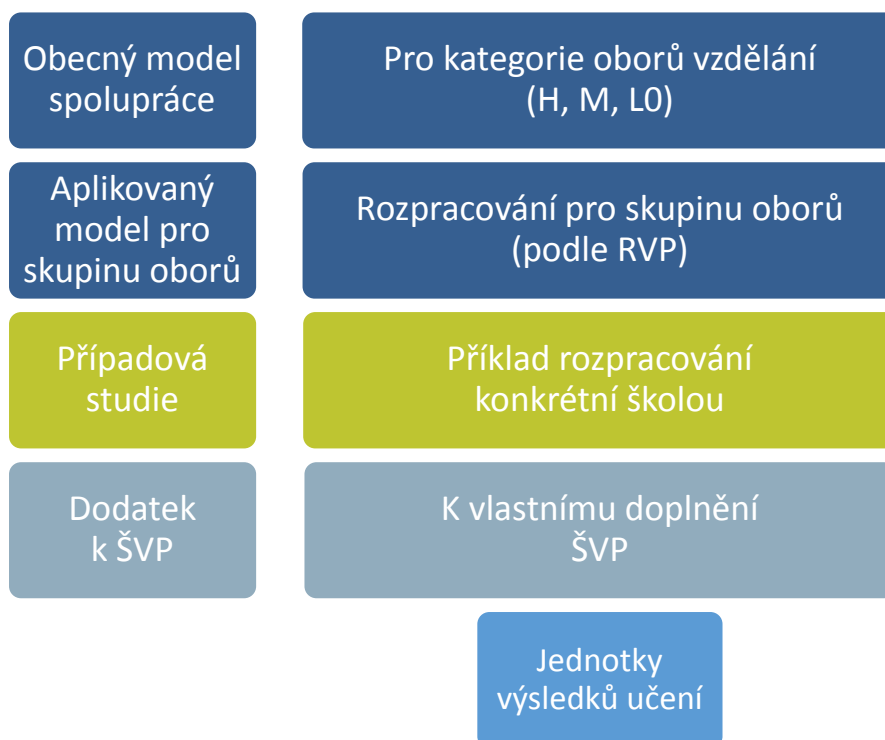 Obecný model
spolupráce
Pro kategorie oborů vzdělání
(H, M, L0)
Aplikovaný
model pro
skupinu oborů
Rozpracování pro skupinu oborů
(podle RVP)
Případová
studie
Příklad rozpracování
konkrétní školou
Dodatek
k ŠVP
K vlastnímu doplnění
ŠVP
Jednotky
výsledků učení